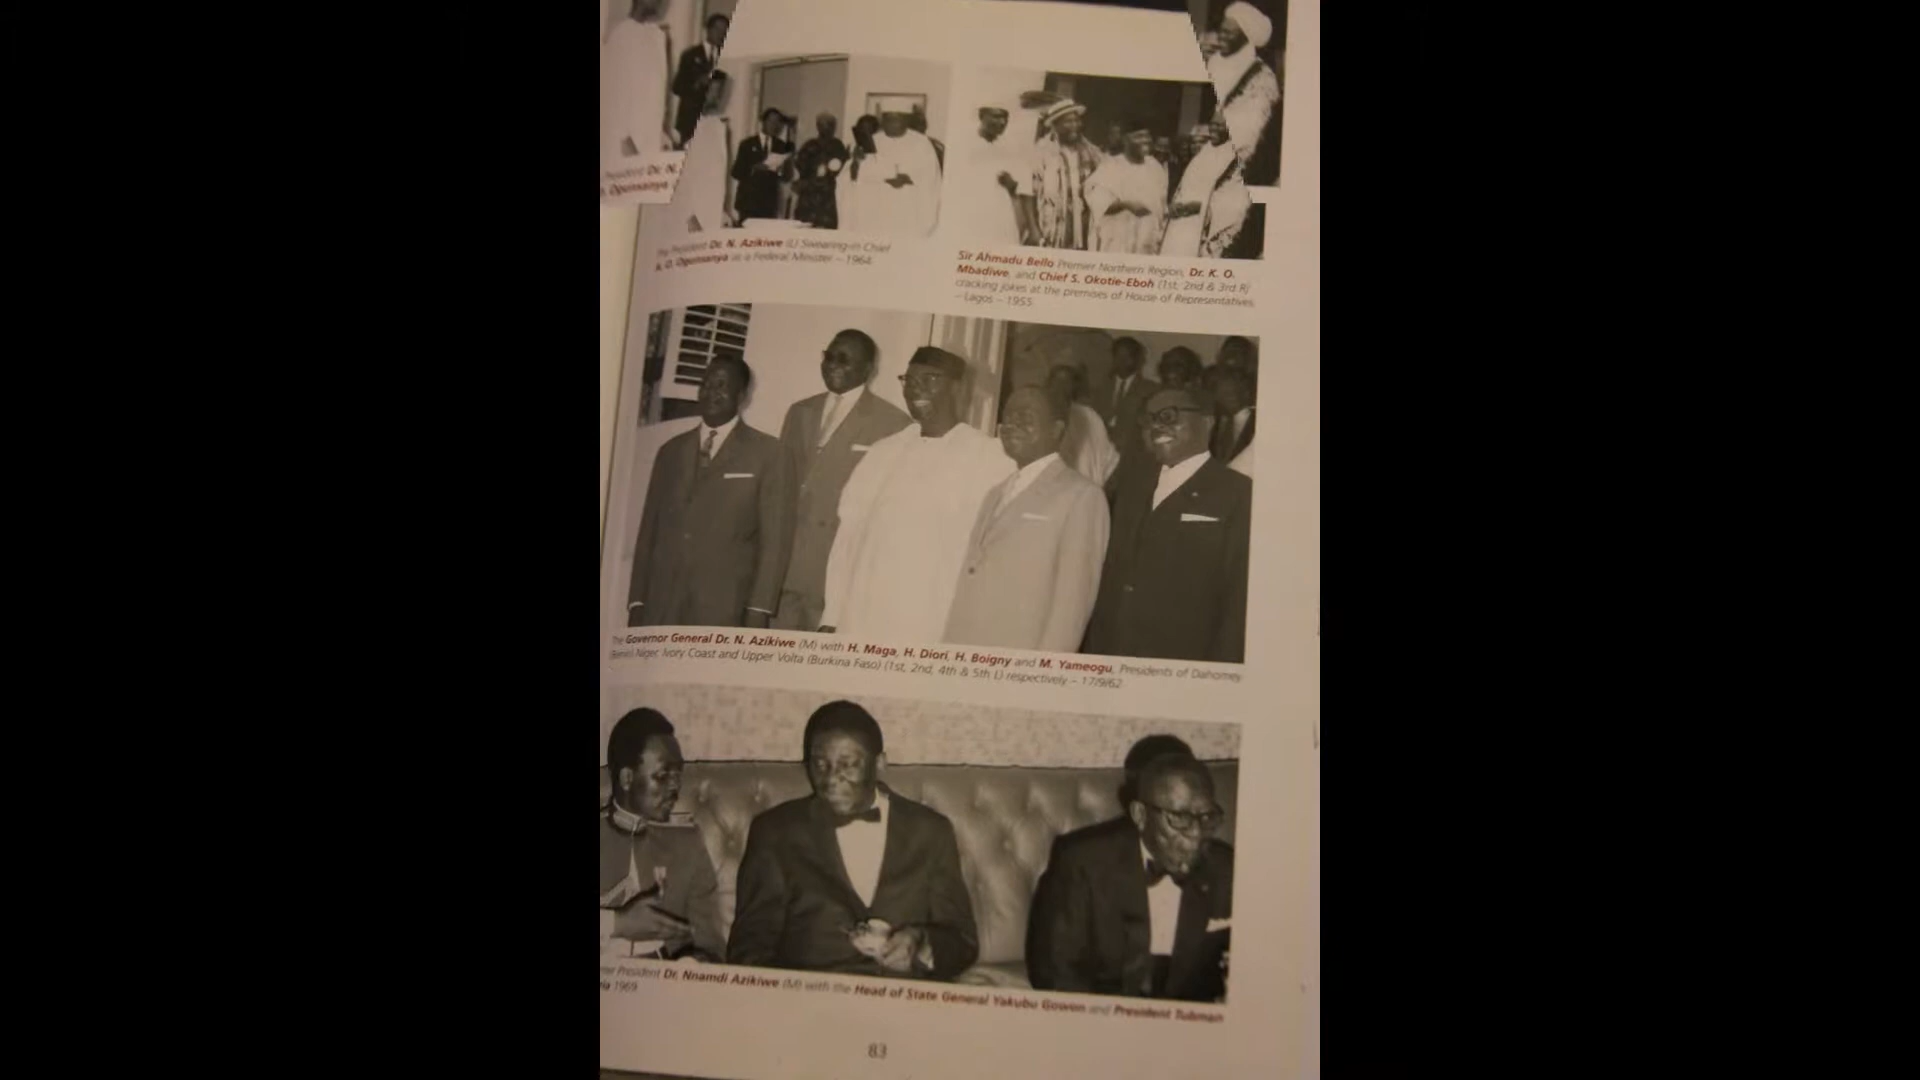 President Dr. N.
O. Ogunsanya
The President Dr. N. Azikiwe (L) Swearing-in Chief
A. O. Ogunsanya as a Federal Minister – 1964
Sir Ahmadu Bello Premier Northern Region, Dr. K. O.
Mbadiwe, and Chief S. Okotie-Eboh (1st, 2nd & 3rd R)
cracking jokes at the premises of House of Representatives
– Lagos – 1955
The Governor General Dr. N. Azikiwe (M) with H. Maga, H. Diori, H. Boigny and M. Yameogu, Presidents of Dahomey
(Benin) Niger, Ivory Coast and Upper Volta (Burkina Faso) (1st, 2nd, 4th & 5th L) respectively – 17/9/62
President Dr. Nnamdi Azikiwe (M) with the Head of State General Yakubu Gowon and President Tubman
1969
83